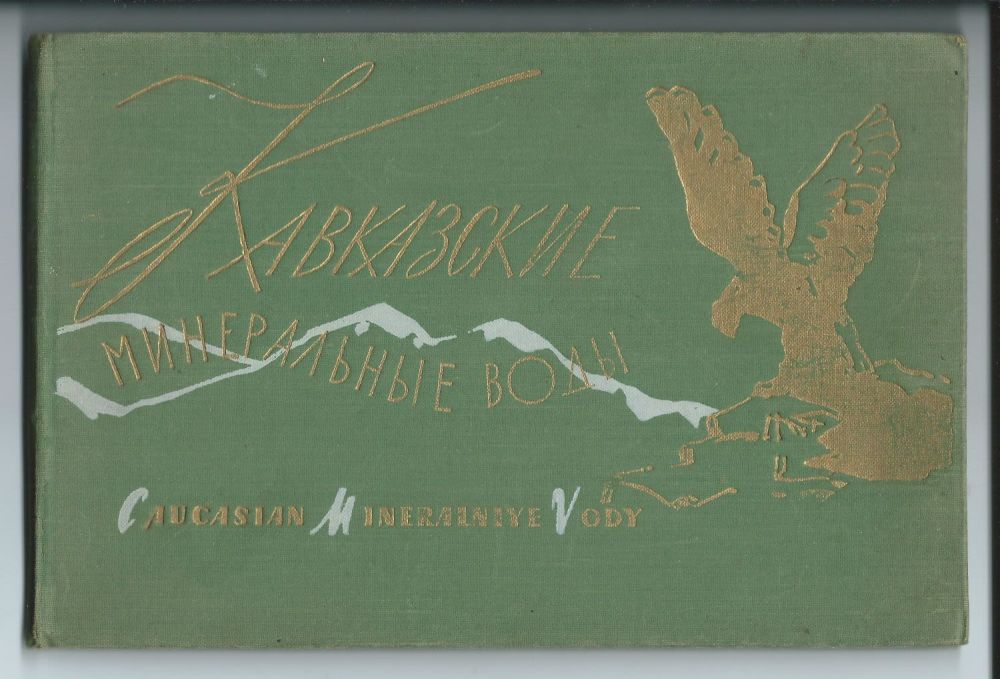 Кавказские
МИНЕРАЛЬНЫЕ ВОДЫ
CAUCASIAN MINERALNIYE VODY